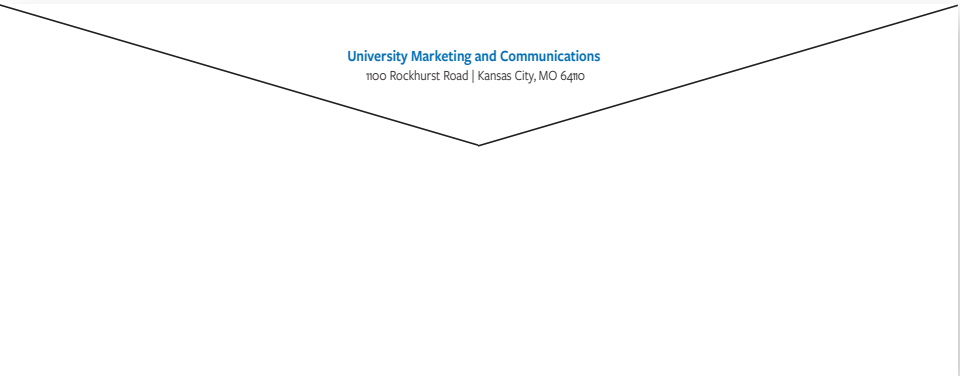 University Marketing and Communications
1100 Rockhurst Road | Kansas City, MO 64110